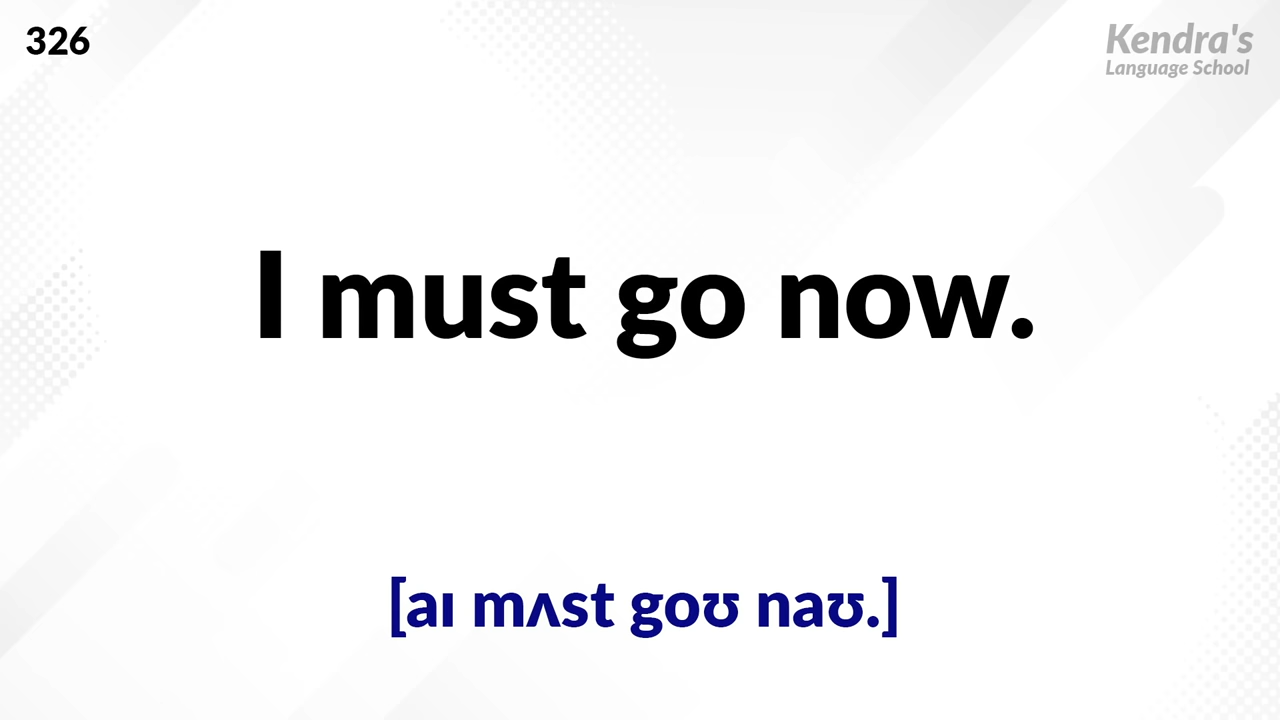 326
Kendra's
Language School
I must go now.
[aɪ mʌst goʊ naʊ.]